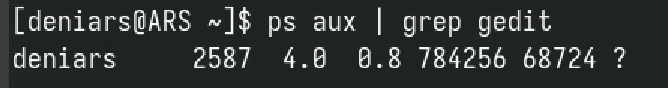 [deniars@ARS ~]$ ps aux | grep gedit
deniars 2587 4.0 0.8 784256 68724 ?